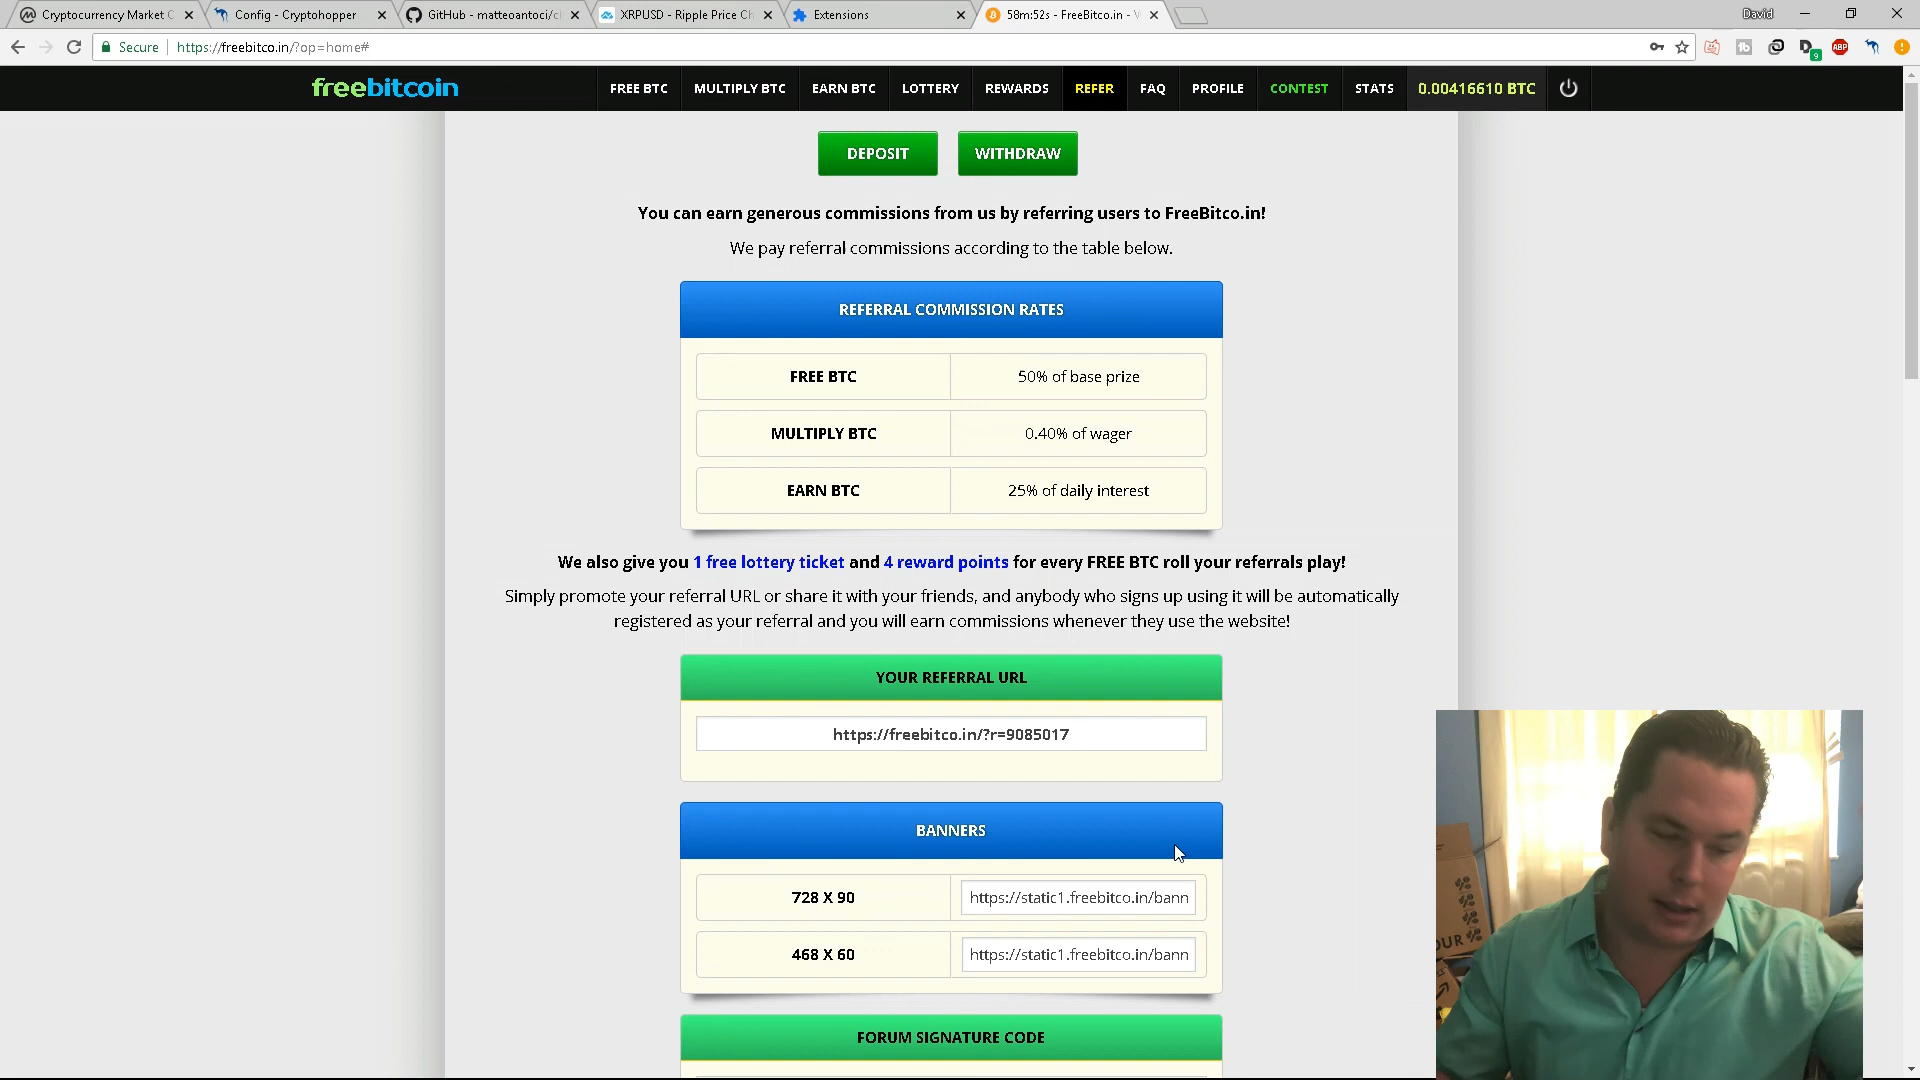 Cryptocurrency Market C
Config - Cryptohopper
GitHub - matteoantoci/cl
XRPUSD - Ripple Price Ch
Extensions
58m:52s - FreeBitco.in - W
David
Secure
https://freebitco.in/?op=home#
ABP
9
freebitcoin
FREE BTC
MULTIPLY BTC
EARN BTC
LOTTERY
REWARDS
REFER
FAQ
PROFILE
CONTEST
STATS
0.00416610 BTC
DEPOSIT
WITHDRAW
You can earn generous commissions from us by referring users to FreeBitco.in!
We pay referral commissions according to the table below.
REFERRAL COMMISSION RATES
FREE BTC
50% of base prize
MULTIPLY BTC
0.40% of wager
EARN BTC
25% of daily interest
We also give you 1 free lottery ticket and 4 reward points for every FREE BTC roll your referrals play!
Simply promote your referral URL or share it with your friends, and anybody who signs up using it will be automatically
registered as your referral and you will earn commissions whenever they use the website!
YOUR REFERRAL URL
https://freebitco.in/?r=9085017
BANNERS
728 X 90
https://static1.freebitco.in/bann
468 X 60
https://static1.freebitco.in/bann
FORUM SIGNATURE CODE